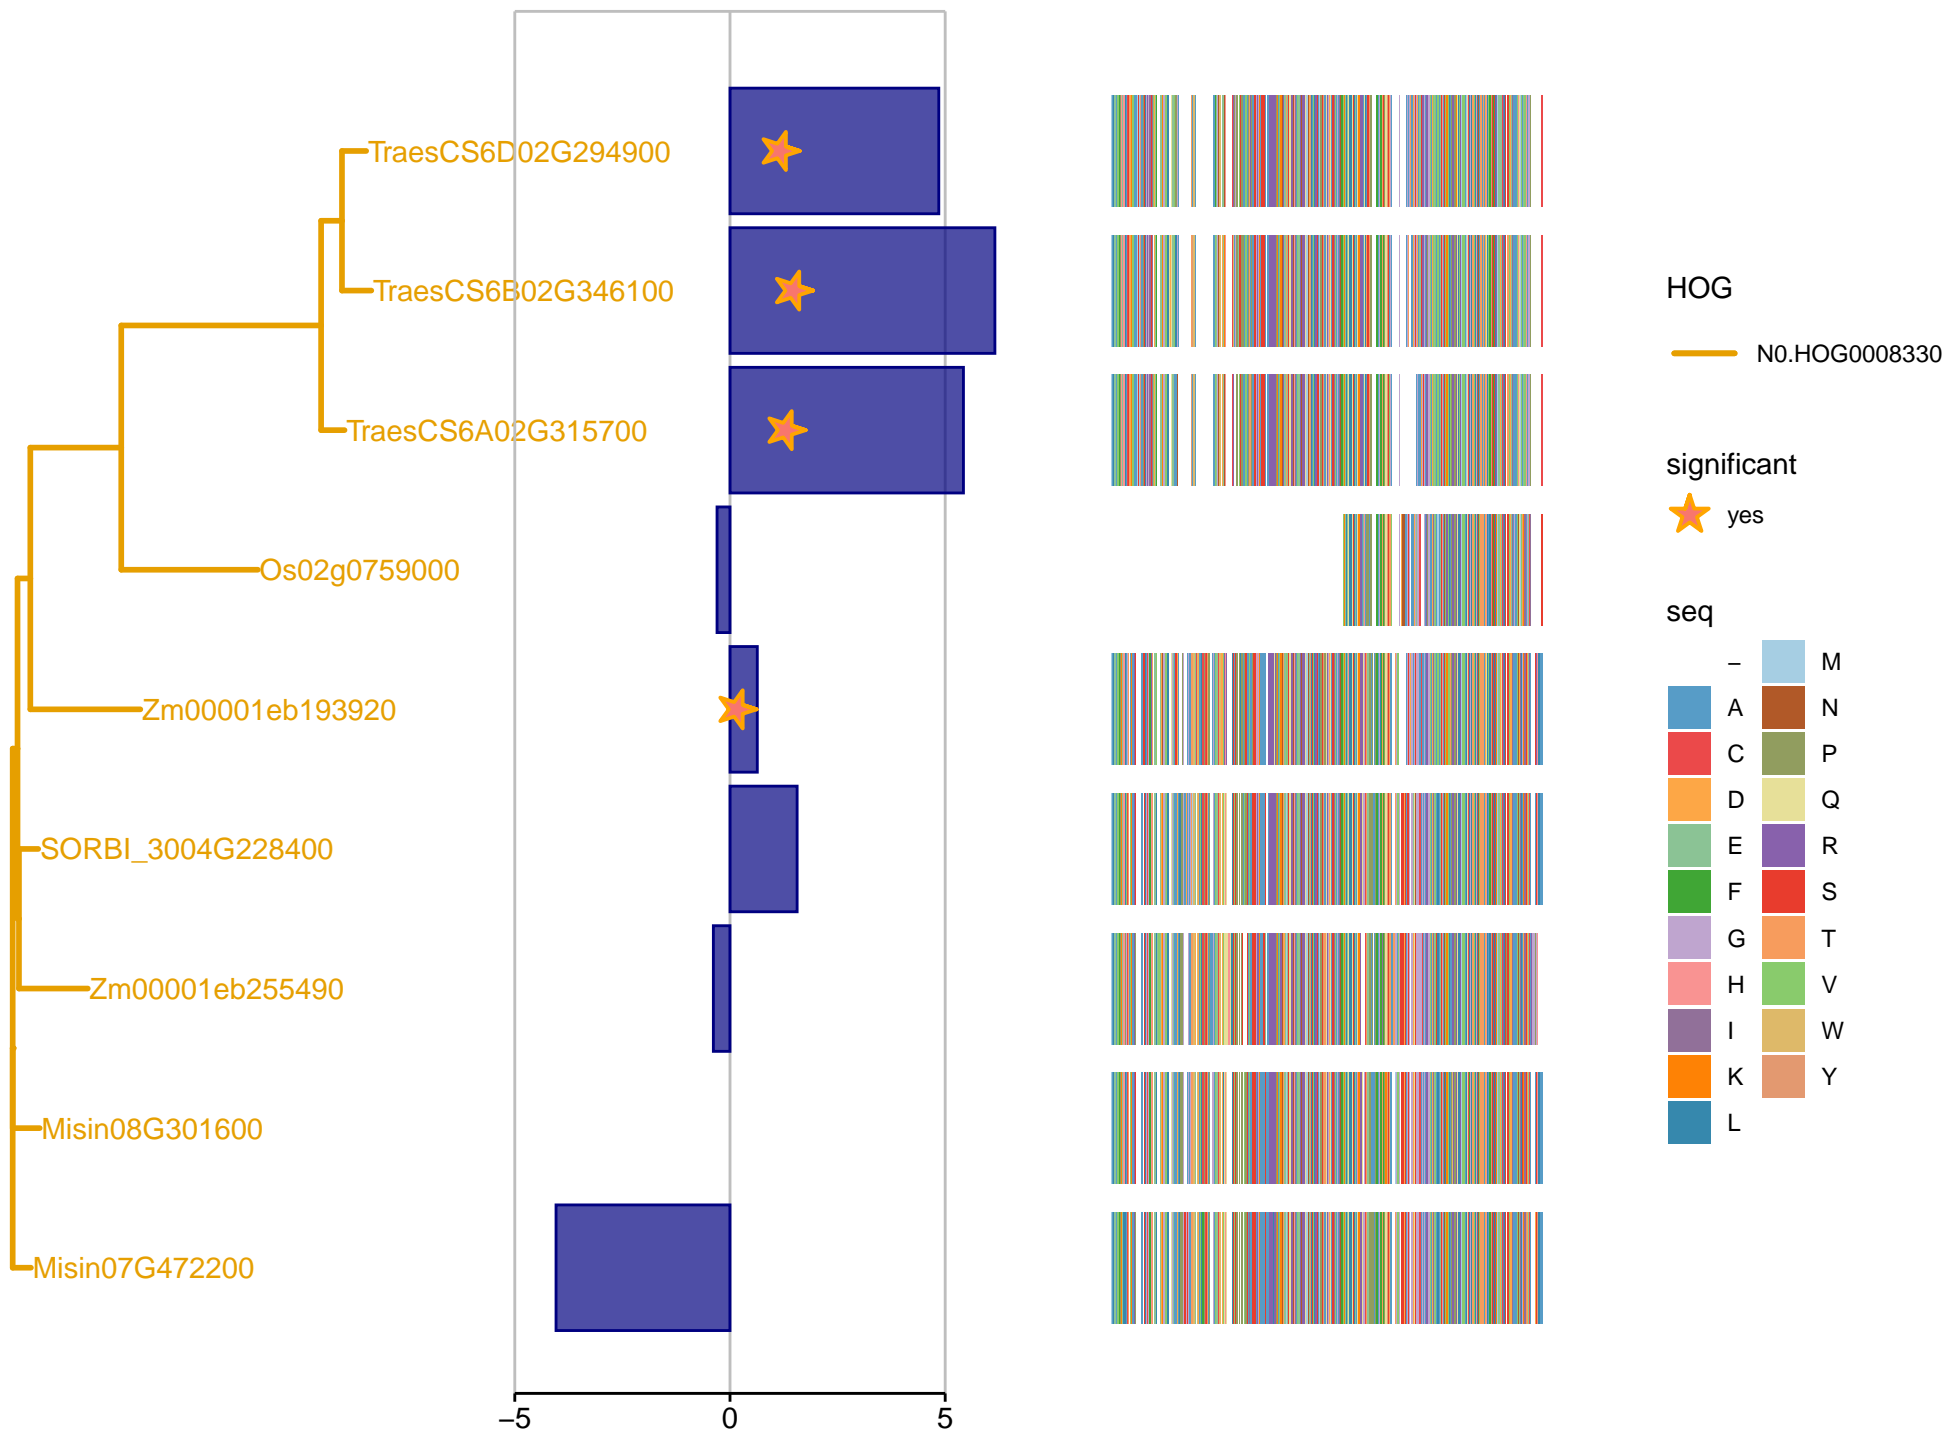 TraesCS6D02G294900
TraesCS6B02G346100
TraesCS6A02G315700
Os02g0759000
Zm00001eb193920
SORBI_3004G228400
Zm00001eb255490
Misin08G301600
Misin07G472200
−5 0 5
HOG
N0.HOG0008330
significant
yes
seq
– M
A N
C P
D Q
E R
F S
G T
H V
I W
K Y
L